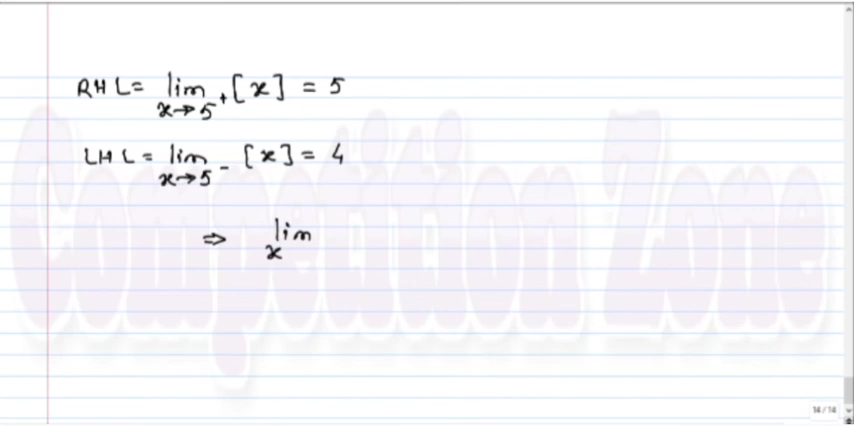 RHL = lim x→5⁺ [x] = 5
LHL = lim x→5⁻ [x] = 4
⇒ lim x
Competition Zone
14/14